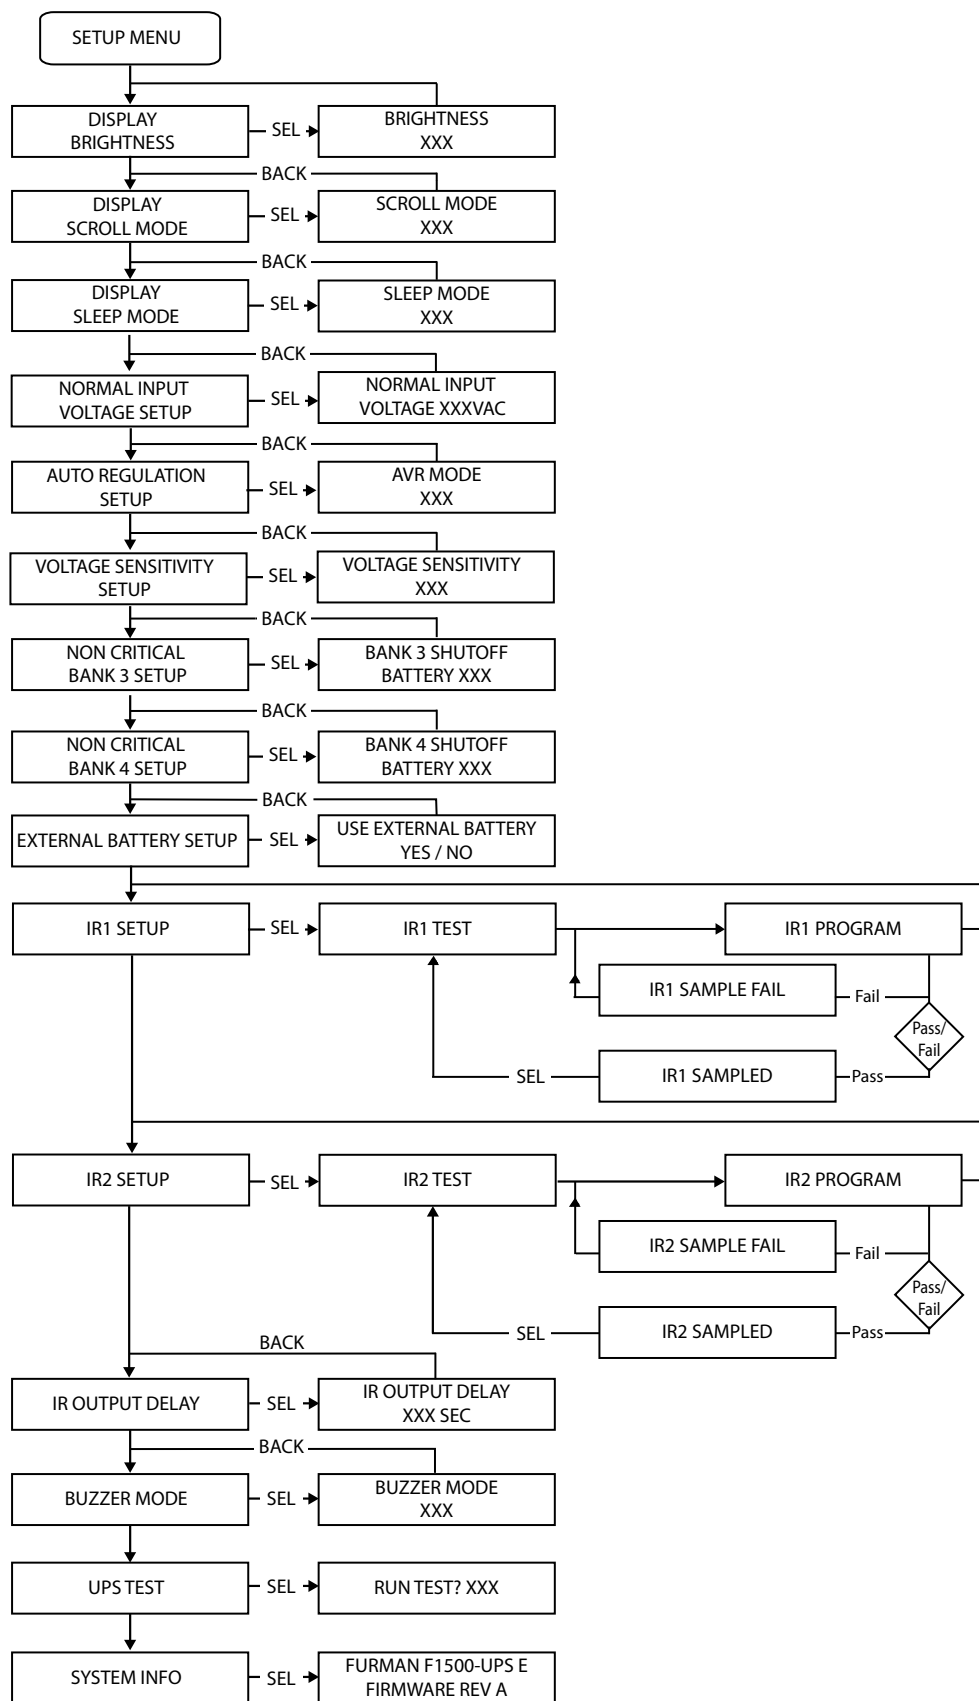 SETUP MENU
DISPLAY
BRIGHTNESS
SEL
BRIGHTNESS
XXX
BACK
DISPLAY
SCROLL MODE
SEL
SCROLL MODE
XXX
BACK
DISPLAY
SLEEP MODE
SEL
SLEEP MODE
XXX
BACK
NORMAL INPUT
VOLTAGE SETUP
SEL
NORMAL INPUT
VOLTAGE XXXVAC
BACK
AUTO REGULATION
SETUP
SEL
AVR MODE
XXX
BACK
VOLTAGE SENSITIVITY
SETUP
SEL
VOLTAGE SENSITIVITY
XXX
BACK
NON CRITICAL
BANK 3 SETUP
SEL
BANK 3 SHUTOFF
BATTERY XXX
BACK
NON CRITICAL
BANK 4 SETUP
SEL
BANK 4 SHUTOFF
BATTERY XXX
BACK
EXTERNAL BATTERY SETUP
SEL
USE EXTERNAL BATTERY
YES / NO
IR1 SETUP
SEL
IR1 TEST
IR1 PROGRAM
IR1 SAMPLE FAIL
Fail
Pass/
Fail
SEL
IR1 SAMPLED
Pass
IR2 SETUP
SEL
IR2 TEST
IR2 PROGRAM
IR2 SAMPLE FAIL
Fail
Pass/
Fail
SEL
IR2 SAMPLED
Pass
BACK
IR OUTPUT DELAY
SEL
IR OUTPUT DELAY
XXX SEC
BACK
BUZZER MODE
SEL
BUZZER MODE
XXX
UPS TEST
SEL
RUN TEST? XXX
SYSTEM INFO
SEL
FURMAN F1500-UPS E
FIRMWARE REV A